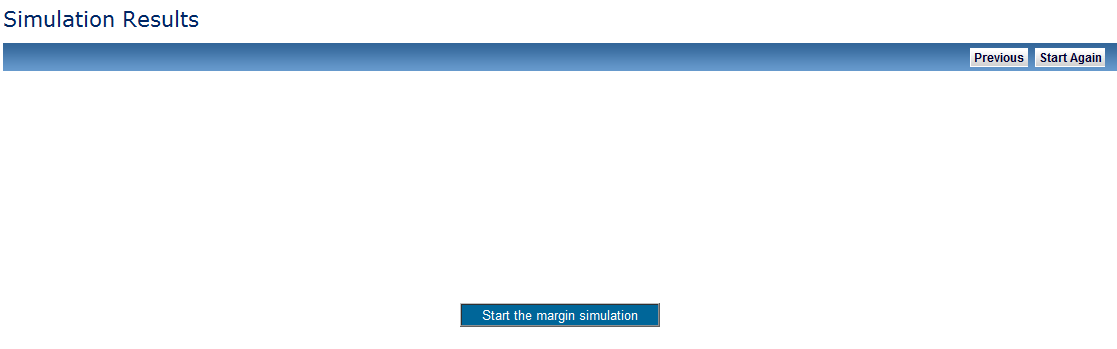 Simulation Results
Previous Start Again
Start the margin simulation